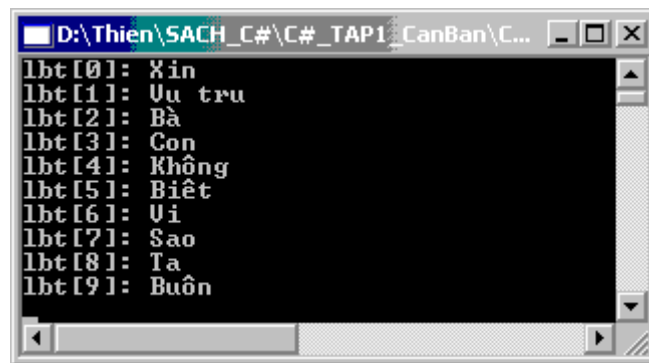 D:\Thien\SACH_C#\C#_TAP1_CanBan\C...
lbt[0]: Xin
lbt[1]: Vu tru
lbt[2]: Bà
lbt[3]: Con
lbt[4]: Không
lbt[5]: Biêt
lbt[6]: Vi
lbt[7]: Sao
lbt[8]: Ta
lbt[9]: Buôn